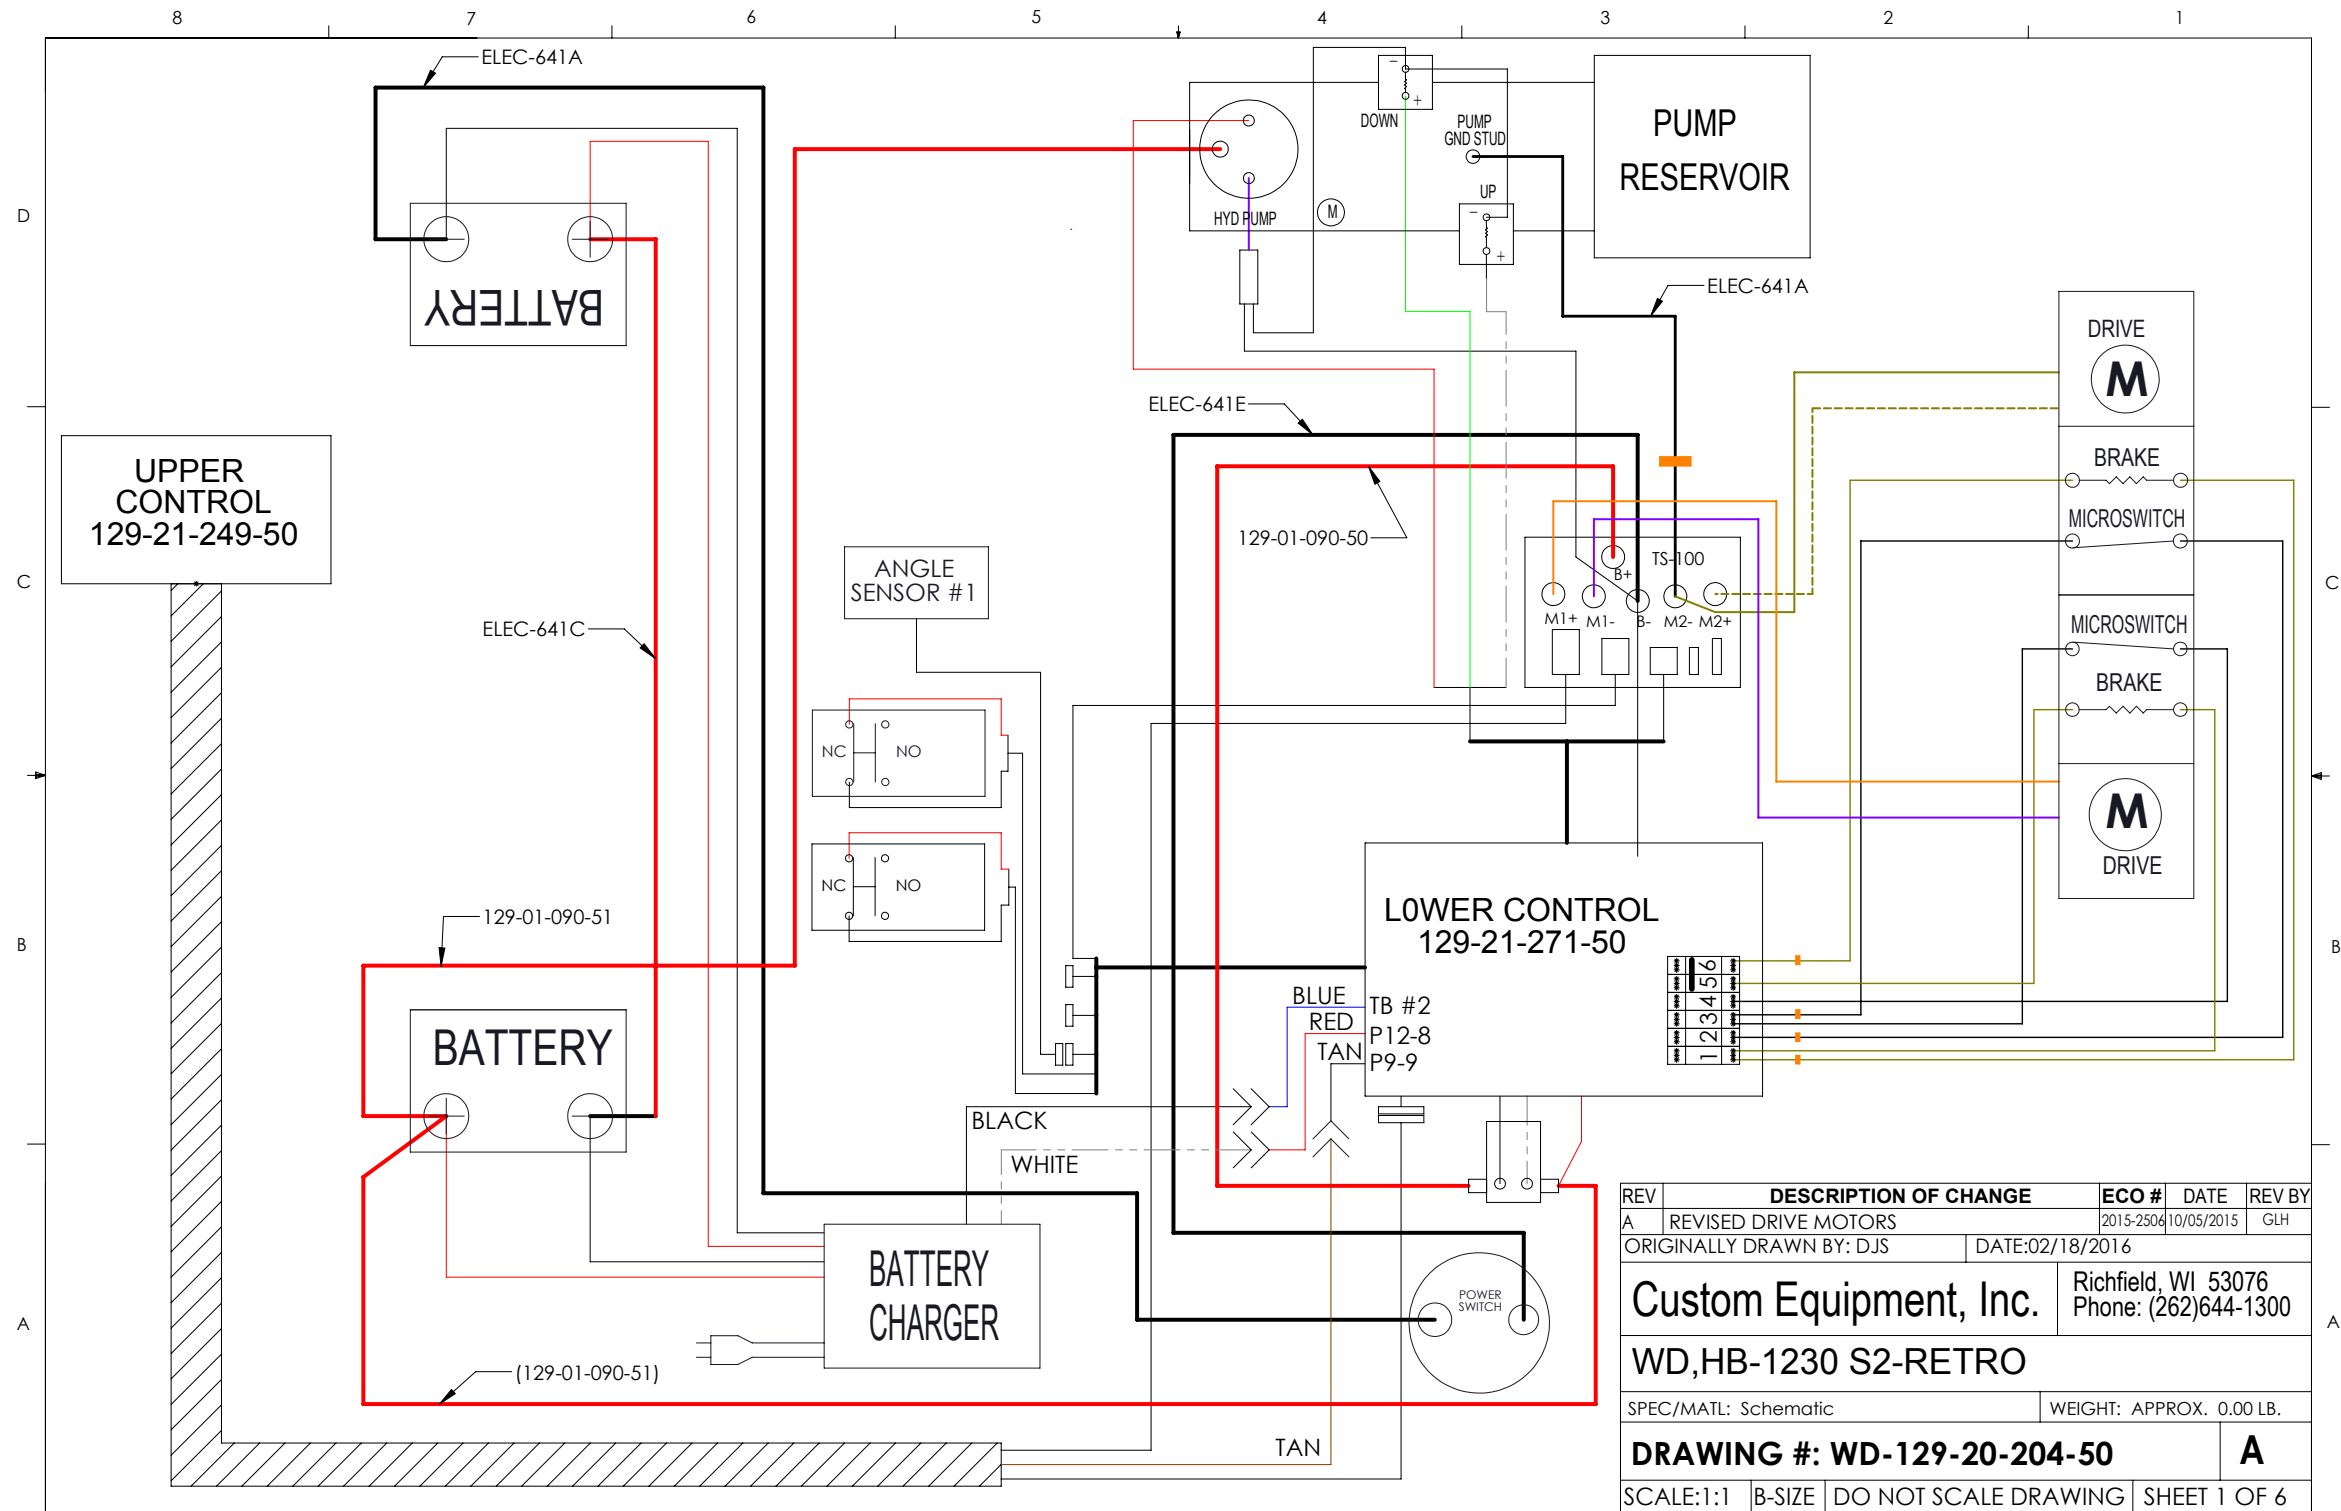 8
7
6
5
4
3
2
1
D
C
B
A
C
B
A
ELEC-641A
BATTERY
UPPER
CONTROL
129-21-249-50
ELEC-641C
129-01-090-51
BATTERY
(129-01-090-51)
ANGLE
SENSOR #1
NC
NO
NC
NO
BLACK
WHITE
BATTERY
CHARGER
TAN
HYD PUMP
M
DOWN
−
+
PUMP
GND STUD
UP
−
+
PUMP
RESERVOIR
ELEC-641A
ELEC-641E
129-01-090-50
TS-100
B+
M1+
M1-
B-
M2-
M2+
DRIVE
M
BRAKE
MICROSWITCH
MICROSWITCH
BRAKE
M
DRIVE
L0WER CONTROL
129-21-271-50
BLUE
TB #2
RED
P12-8
TAN
P9-9
1 2 3 4 5 6
POWER
SWITCH
REV DESCRIPTION OF CHANGE ECO # DATE REV BY
A REVISED DRIVE MOTORS 2015-2506 10/05/2015 GLH
ORIGINALLY DRAWN BY: DJS DATE:02/18/2016
Custom Equipment, Inc.
Richfield, WI 53076
Phone: (262)644-1300
WD,HB-1230 S2-RETRO
SPEC/MATL: Schematic WEIGHT: APPROX. 0.00 LB.
DRAWING #: WD-129-20-204-50 A
SCALE:1:1 B-SIZE DO NOT SCALE DRAWING SHEET 1 OF 6